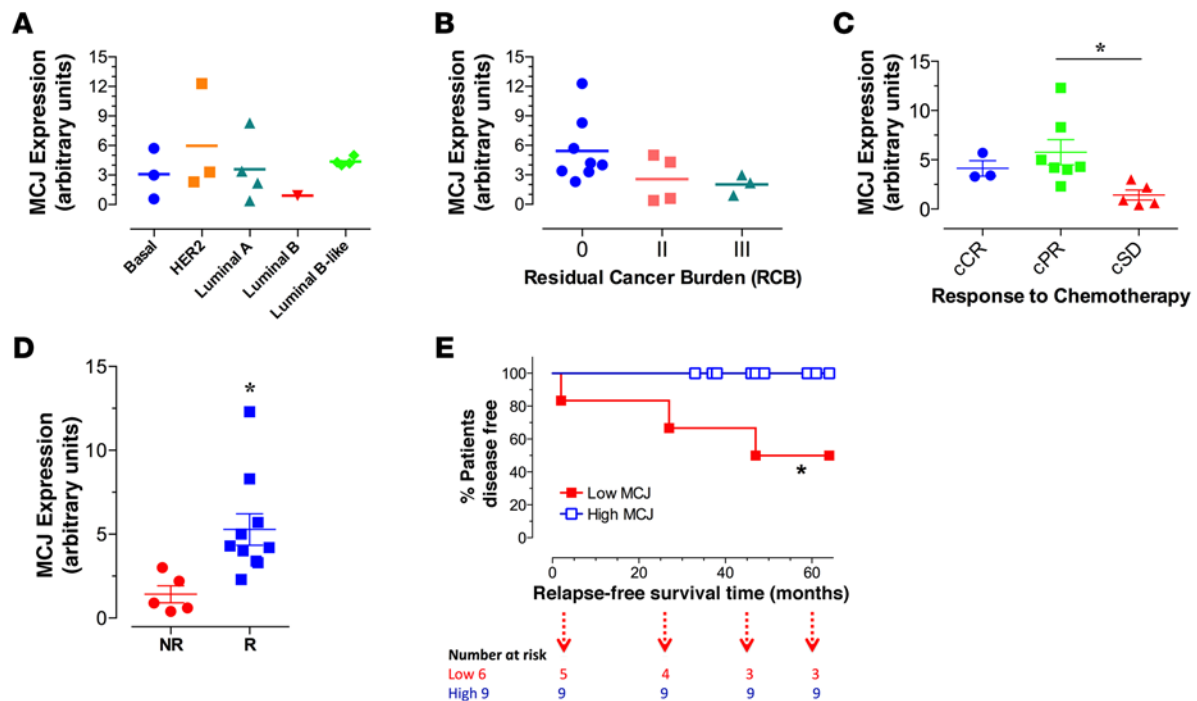 A
MCJ Expression
(arbitrary units)
15
12
9
6
3
0
Basal
HER2
Luminal A
Luminal B
Luminal B-like
B
MCJ Expression
(arbitrary units)
15
12
9
6
3
0
0 II III
Residual Cancer Burden (RCB)
C
MCJ Expression
(arbitrary units)
15
10
5
0
*
cCR
cPR
cSD
Response to Chemotherapy
D
MCJ Expression
(arbitrary units)
15
10
5
0
*
NR R
E
% Patients
disease free
100
80
60
40
20
0
Low MCJ
High MCJ
*
0 20 40 60
Relapse-free survival time (months)
Number at risk
Low 6 5 4 3 3
High 9 9 9 9 9